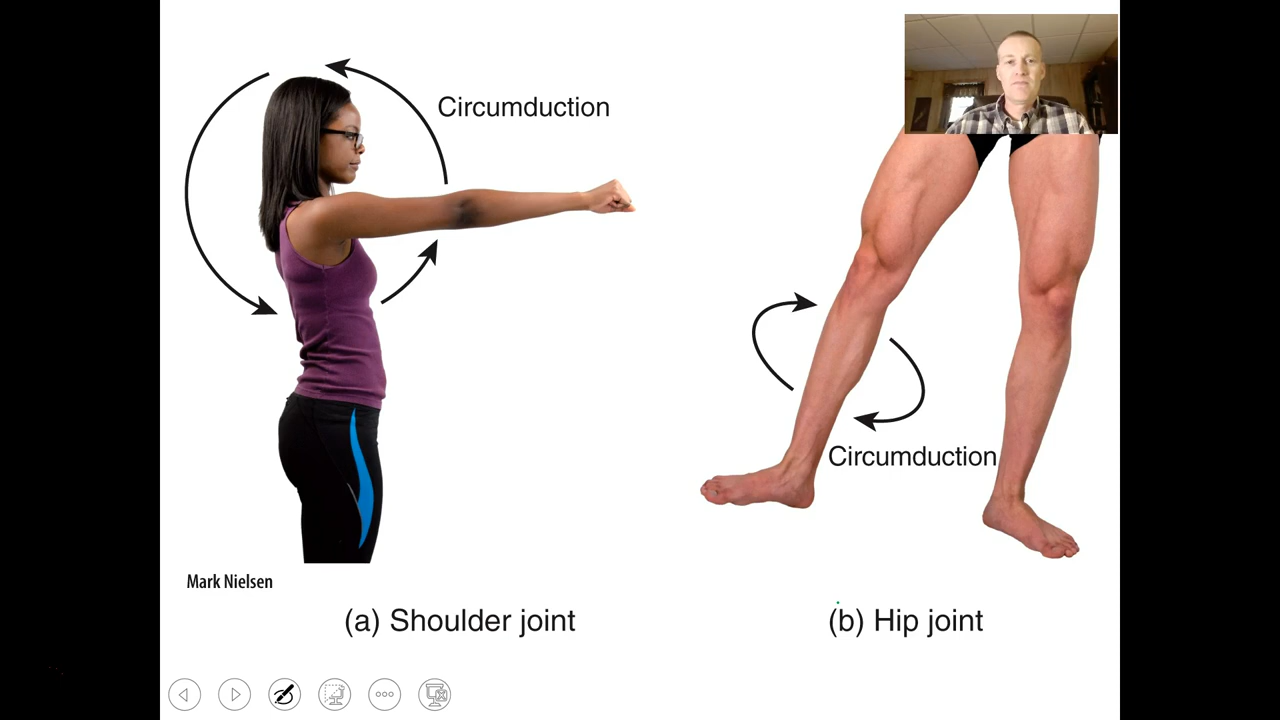 Circumduction
Circumduction
Mark Nielsen
(a) Shoulder joint
(b) Hip joint